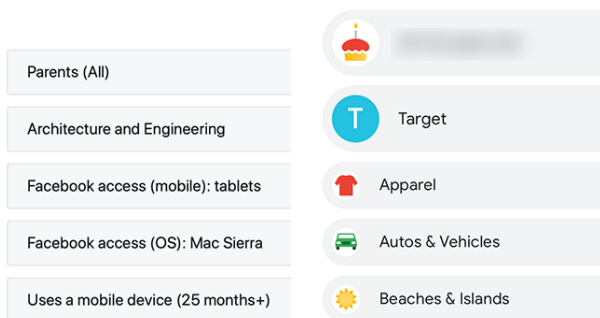 Parents (All)
Architecture and Engineering
Facebook access (mobile): tablets
Facebook access (OS): Mac Sierra
Uses a mobile device (25 months+)
T
Target
Apparel
Autos & Vehicles
Beaches & Islands